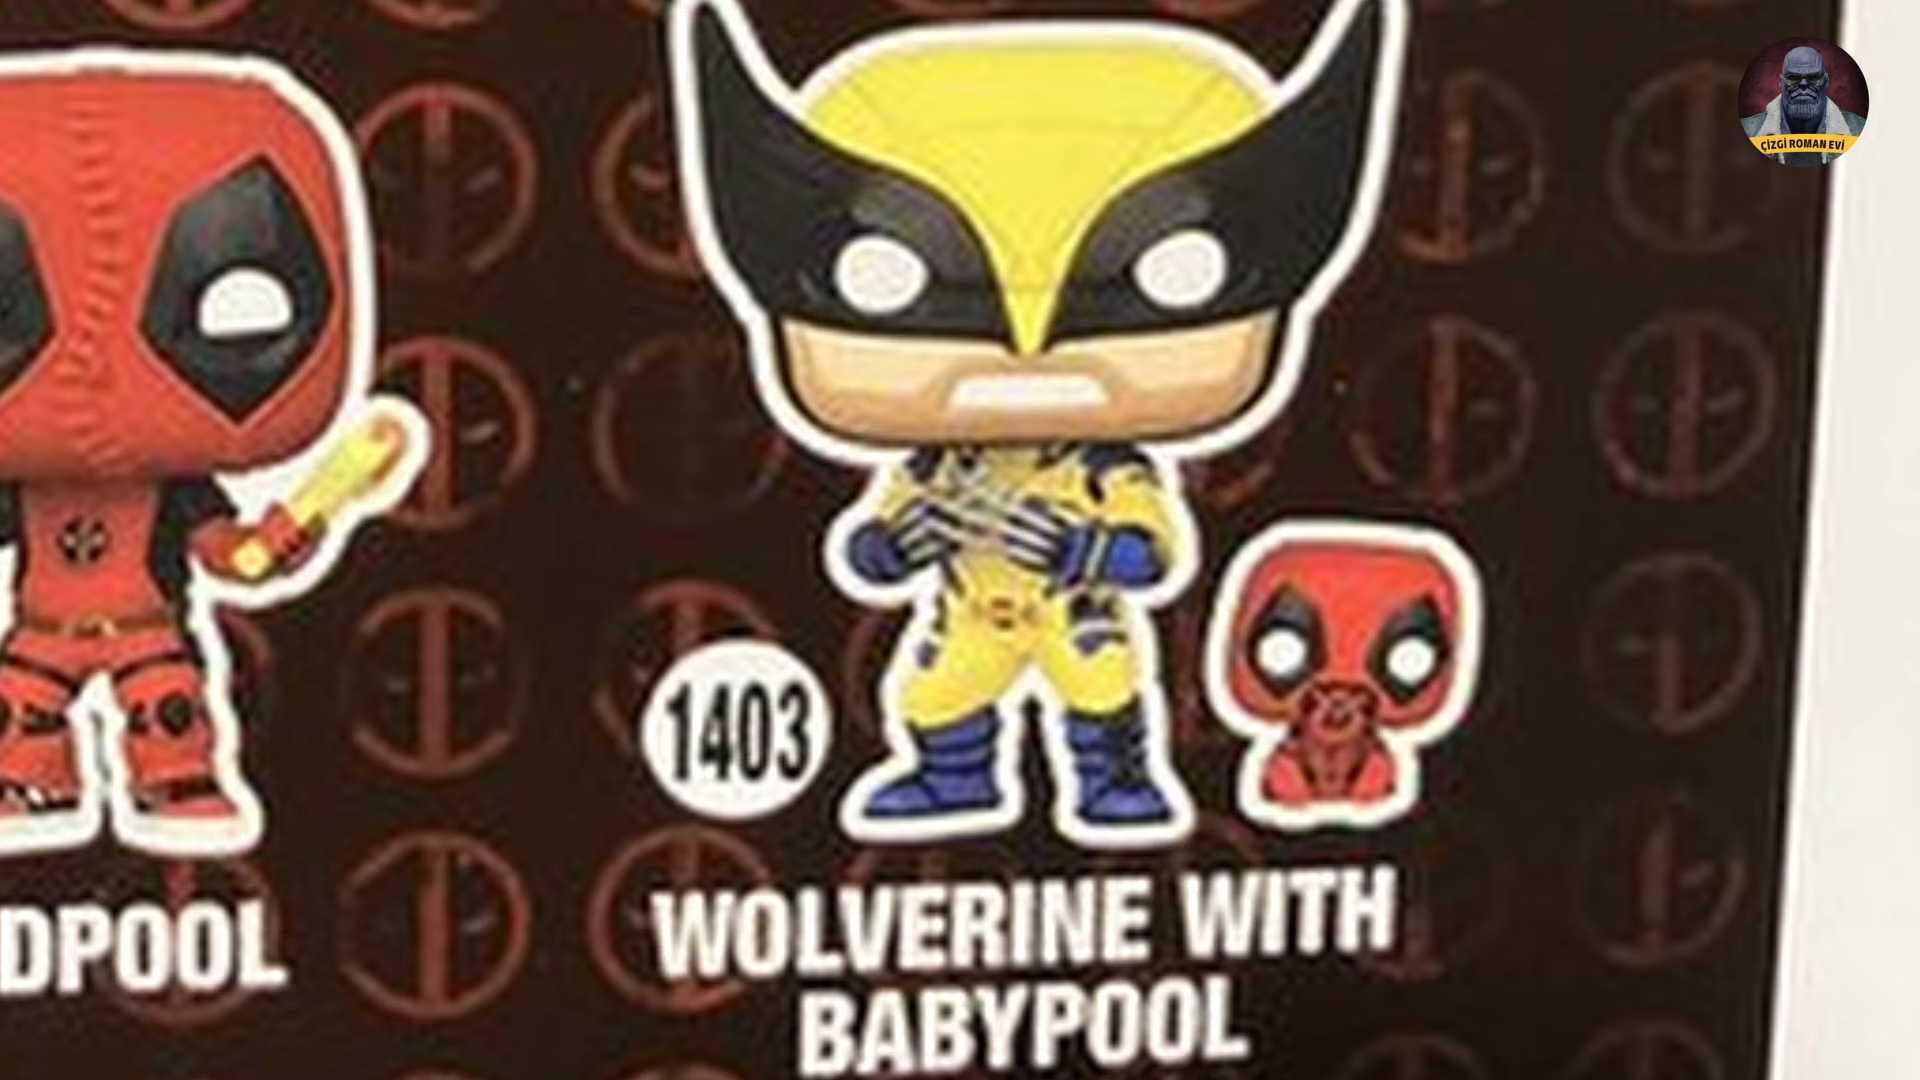 ÇİZGİ ROMAN EVİ
1403
DPOOL
WOLVERINE WITH
BABYPOOL